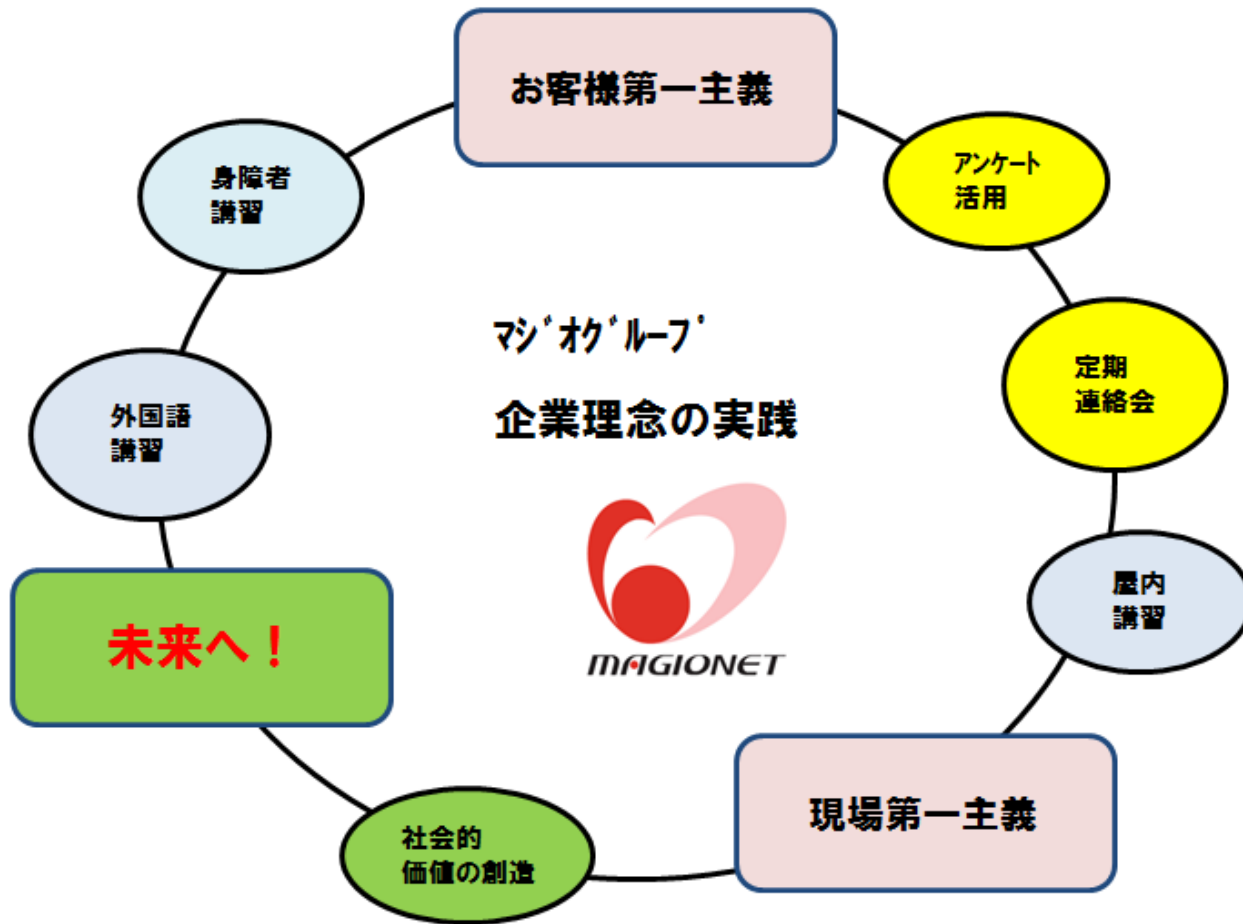 お客様第一主義
アンケート
活用
身障者
講習
定期
連絡会
マジオグループ
企業理念の実践
外国語
講習
屋内
講習
MAGIONET
未来へ！
現場第一主義
社会的
価値の創造